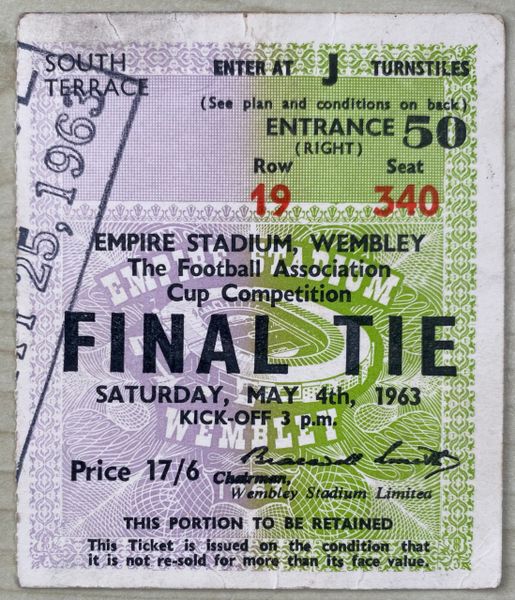 SOUTH TERRACE
ENTER AT J TURNSTILES
(See plan and conditions on back)
ENTRANCE 50
(RIGHT)
Row Seat
19 340
25, 1963
EMPIRE STADIUM, WEMBLEY
The Football Association
Cup Competition
EMPIRE STADIUM
FINAL TIE
SATURDAY, MAY 4th, 1963
KICK-OFF 3 p.m.
WEMBLEY
Price 17/6
Chairman,
Wembley Stadium Limited
THIS PORTION TO BE RETAINED
This Ticket is issued on the condition that
it is not re-sold for more than its face value.